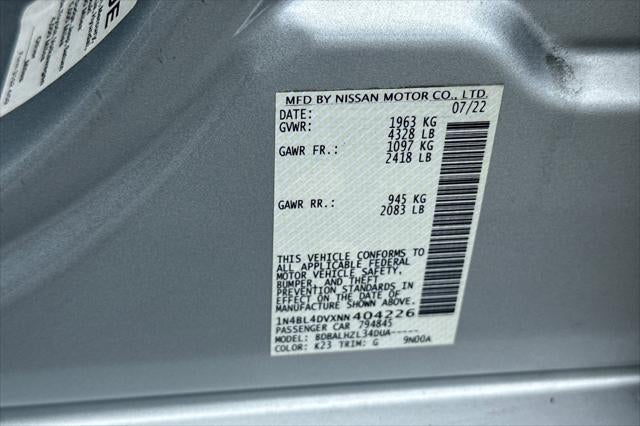 MFD BY NISSAN MOTOR CO., LTD.
DATE: 07/22
GVWR: 1963 KG
4328 LB
GAWR FR.: 1097 KG
2418 LB
GAWR RR.: 945 KG
2083 LB
THIS VEHICLE CONFORMS TO
ALL APPLICABLE FEDERAL
MOTOR VEHICLE SAFETY,
BUMPER, AND THEFT
PREVENTION STANDARDS IN
EFFECT ON THE DATE OF
MANUFACTURE SHOWN ABOVE.
1N4BL4DVXNN404226
PASSENGER CAR 794845
MODEL: BDBALHZL34DUA-----
COLOR: K23 TRIM: G 9N00A